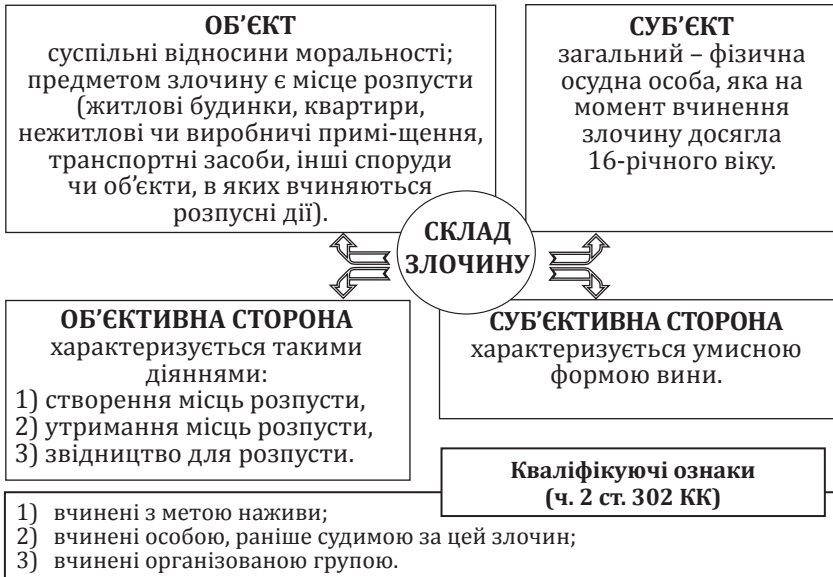 ОБ’ЄКТ
суспільні відносини моральності;
предметом злочину є місце розпусти
(житлові будинки, квартири,
нежитлові чи виробничі примі-щення,
транспортні засоби, інші споруди
чи об’єкти, в яких вчиняються
розпусні дії).
СУБ’ЄКТ
загальний – фізична
осудна особа, яка на
момент вчинення
злочину досягла
16-річного віку.
СКЛАД
ЗЛОЧИНУ
ОБ’ЄКТИВНА СТОРОНА
характеризується такими
діяннями:
1) створення місць розпусти,
2) утримання місць розпусти,
3) звідництво для розпусти.
СУБ’ЄКТИВНА СТОРОНА
характеризується умисною
формою вини.
Кваліфікуючі ознаки
(ч. 2 ст. 302 КК)
1) вчинені з метою наживи;
2) вчинені особою, раніше судимою за цей злочин;
3) вчинені організованою групою.